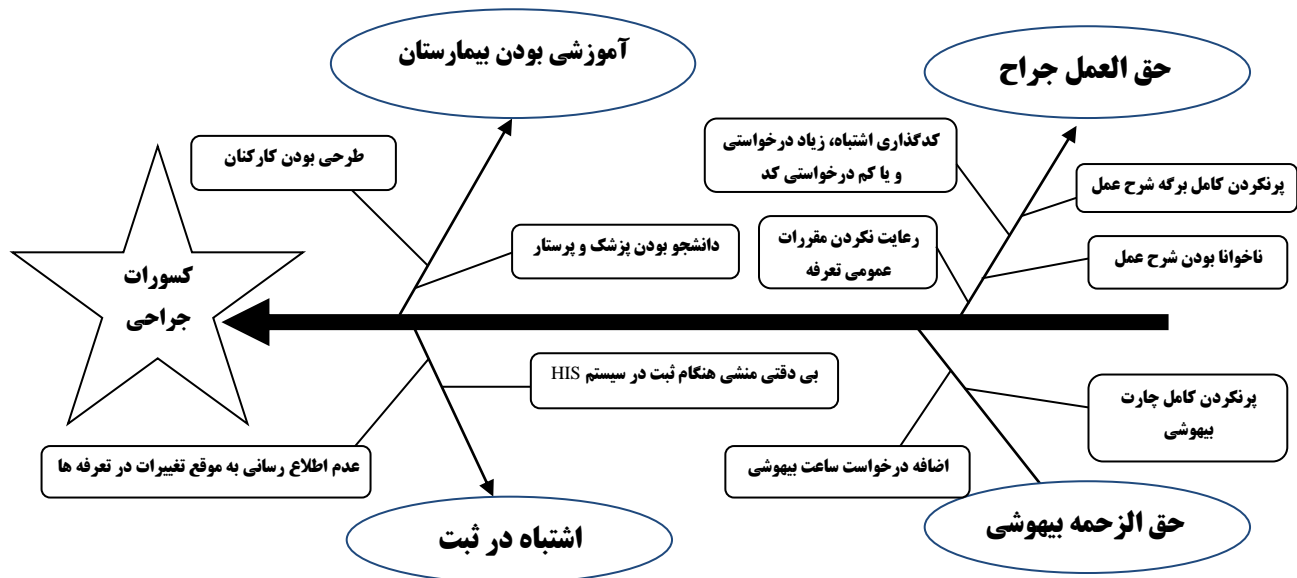 حق العمل جراح
آموزشی بودن بیمارستان
کدگذاری اشتباه، زیاد درخواستی
و یا کم درخواستی کد
پرنکردن کامل برگه شرح عمل
رعایت نکردن مقررات
عمومی تعرفه
ناخوانا بودن شرح عمل
طرحی بودن کارکنان
دانشجو بودن پزشک و پرستار
کسورات
جراحی
پرنکردن کامل چارت
بیهوشی
اضافه درخواست ساعت بیهوشی
بی دقتی منشی هنگام ثبت در سیستم HIS
عدم اطلاع رسانی به موقع تغییرات در تعرفه ها
حق الزحمه بیهوشی
اشتباه در ثبت